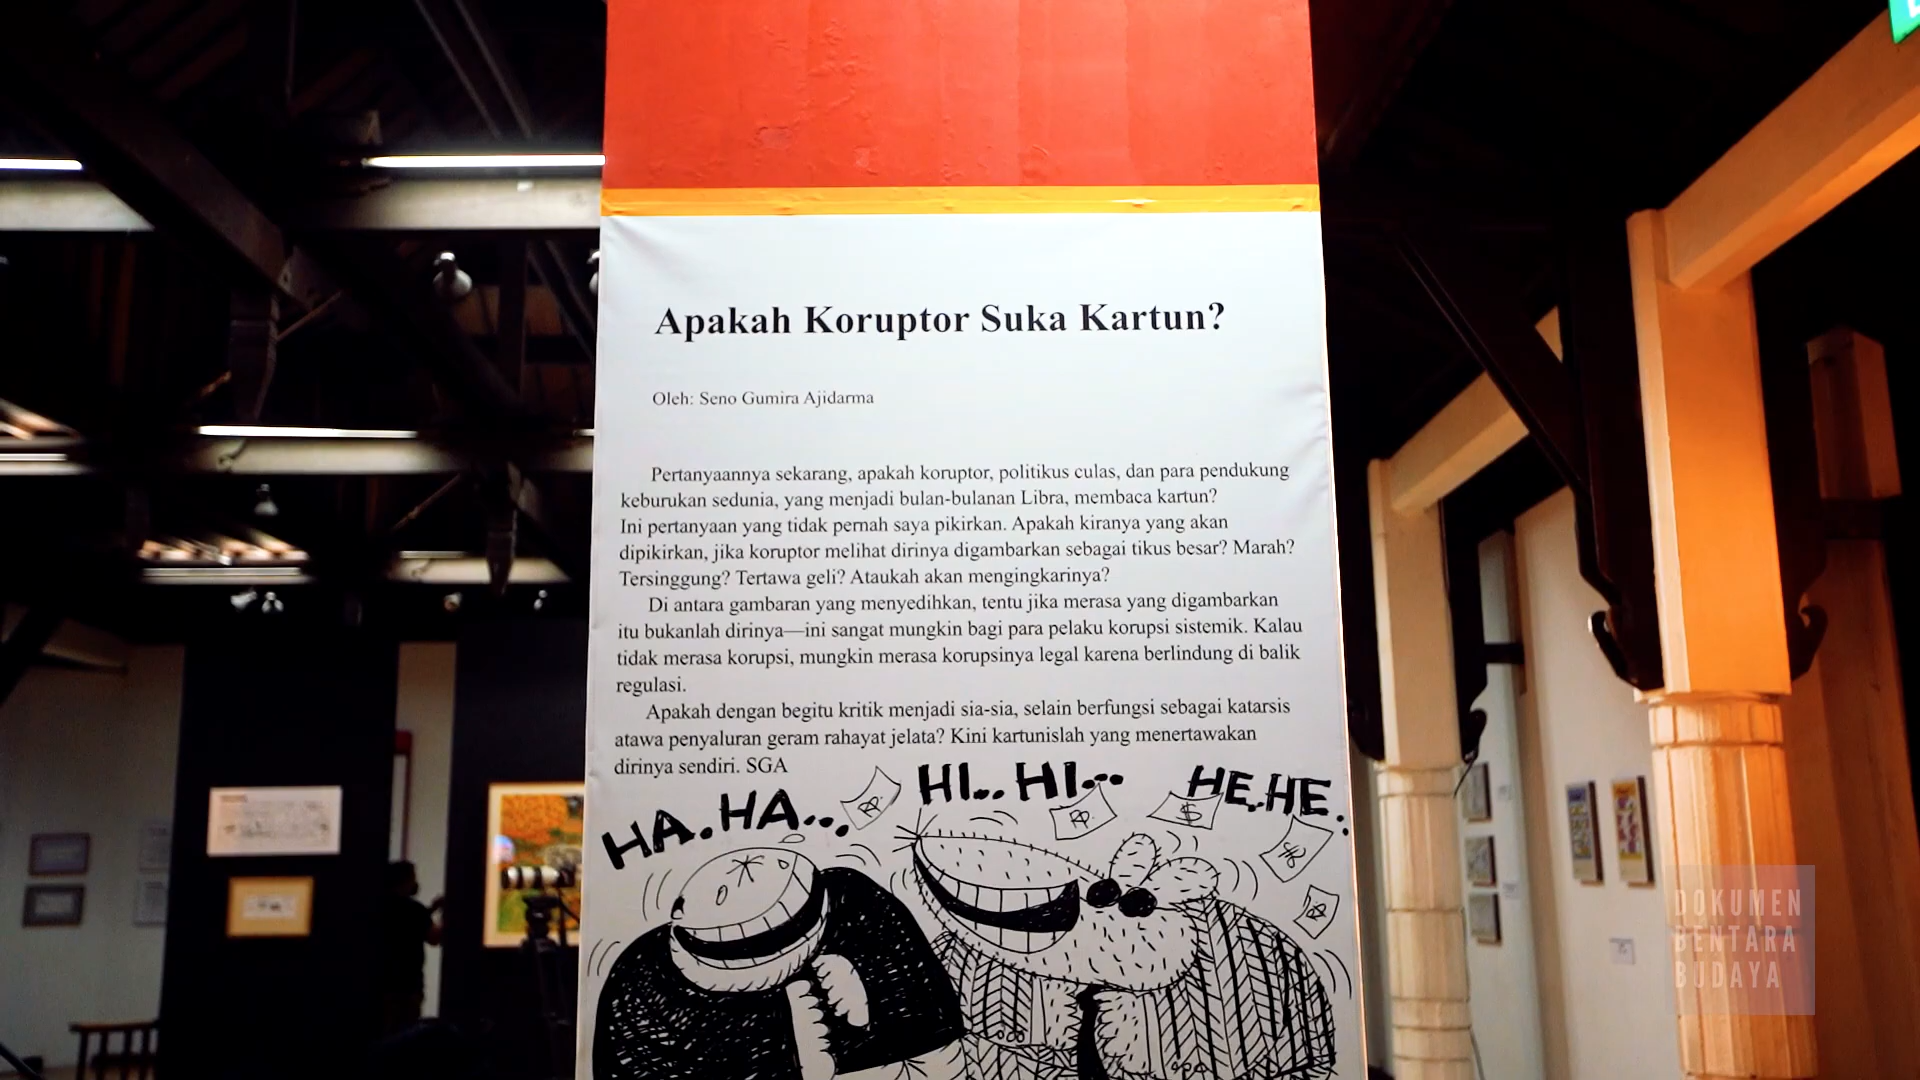 Apakah Koruptor Suka Kartun?
Oleh: Seno Gumira Ajidarma
Pertanyaannya sekarang, apakah koruptor, politikus culas, dan para pendukung
keburukan sedunia, yang menjadi bulan-bulanan Libra, membaca kartun?
Ini pertanyaan yang tidak pernah saya pikirkan. Apakah kiranya yang akan
dipikirkan, jika koruptor melihat dirinya digambarkan sebagai tikus besar? Marah?
Tersinggung? Tertawa geli? Ataukah akan mengingkarinya?
Di antara gambaran yang menyedihkan, tentu jika merasa yang digambarkan
itu bukanlah dirinya—ini sangat mungkin bagi para pelaku korupsi sistemik. Kalau
tidak merasa korupsi, mungkin merasa korupsinya legal karena berlindung di balik
regulasi.
Apakah dengan begitu kritik menjadi sia-sia, selain berfungsi sebagai katarsis
atawa penyaluran geram rahayat jelata? Kini kartunislah yang menertawakan
dirinya sendiri. SGA
HA.HA...
HI..HI...
HE.HE.
DOKUMEN
BENTARA
BUDAYA